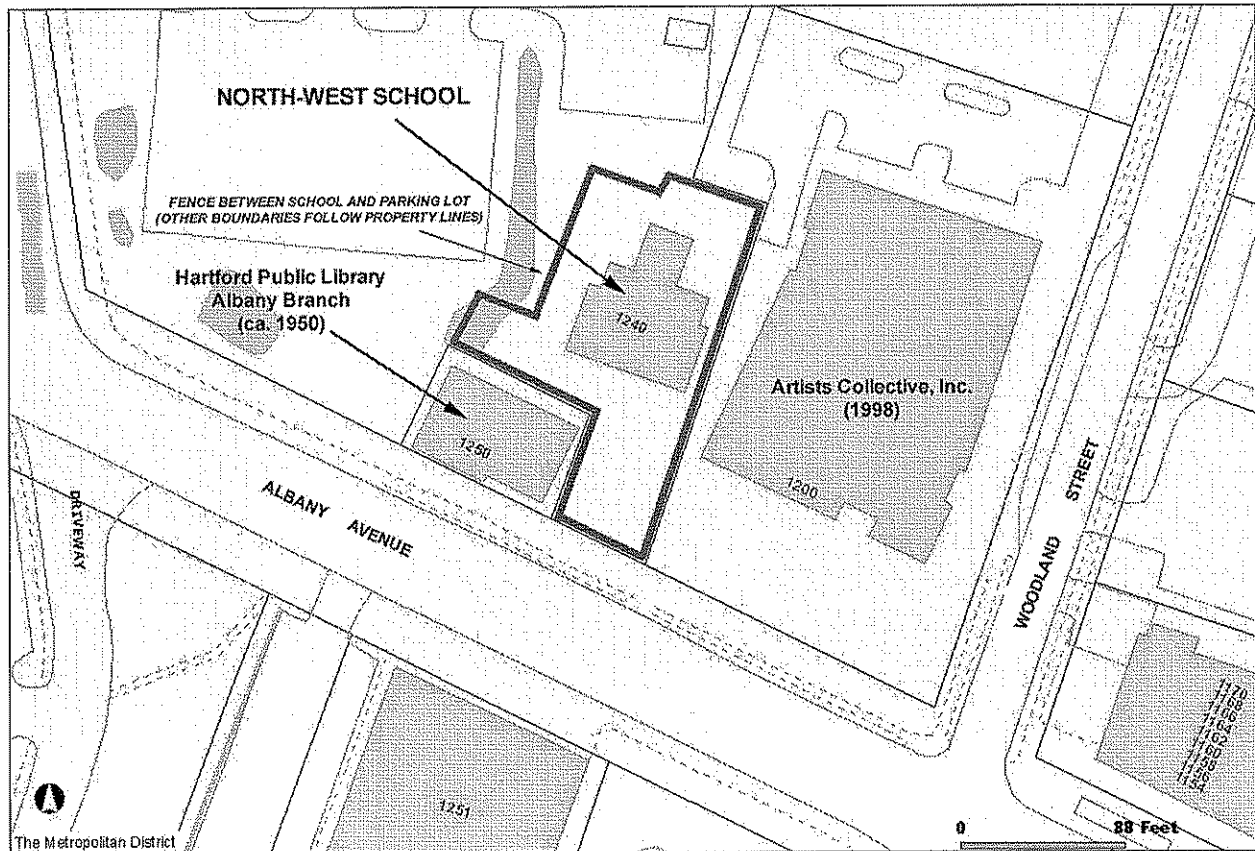 NORTH-WEST SCHOOL
FENCE BETWEEN SCHOOL AND PARKING LOT
(OTHER BOUNDARIES FOLLOW PROPERTY LINES)
Hartford Public Library
Albany Branch
(ca. 1950)
1240
1250
Artists Collective, Inc.
(1998)
1200
ALBANY AVENUE
WOODLAND STREET
DRIVEWAY
1251
0 88 Feet
The Metropolitan District